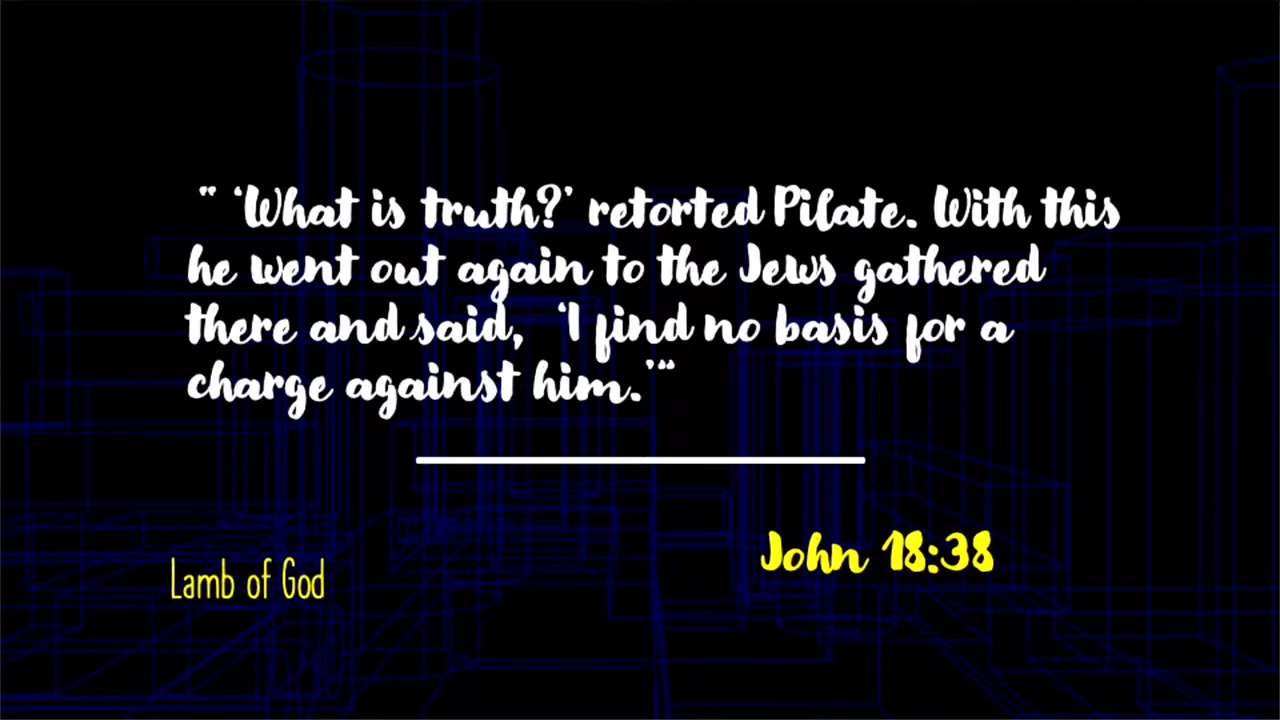 " 'What is truth?' retorted Pilate. With this
he went out again to the Jews gathered
there and said, 'I find no basis for a
charge against him.'"
John 18:38
Lamb of God